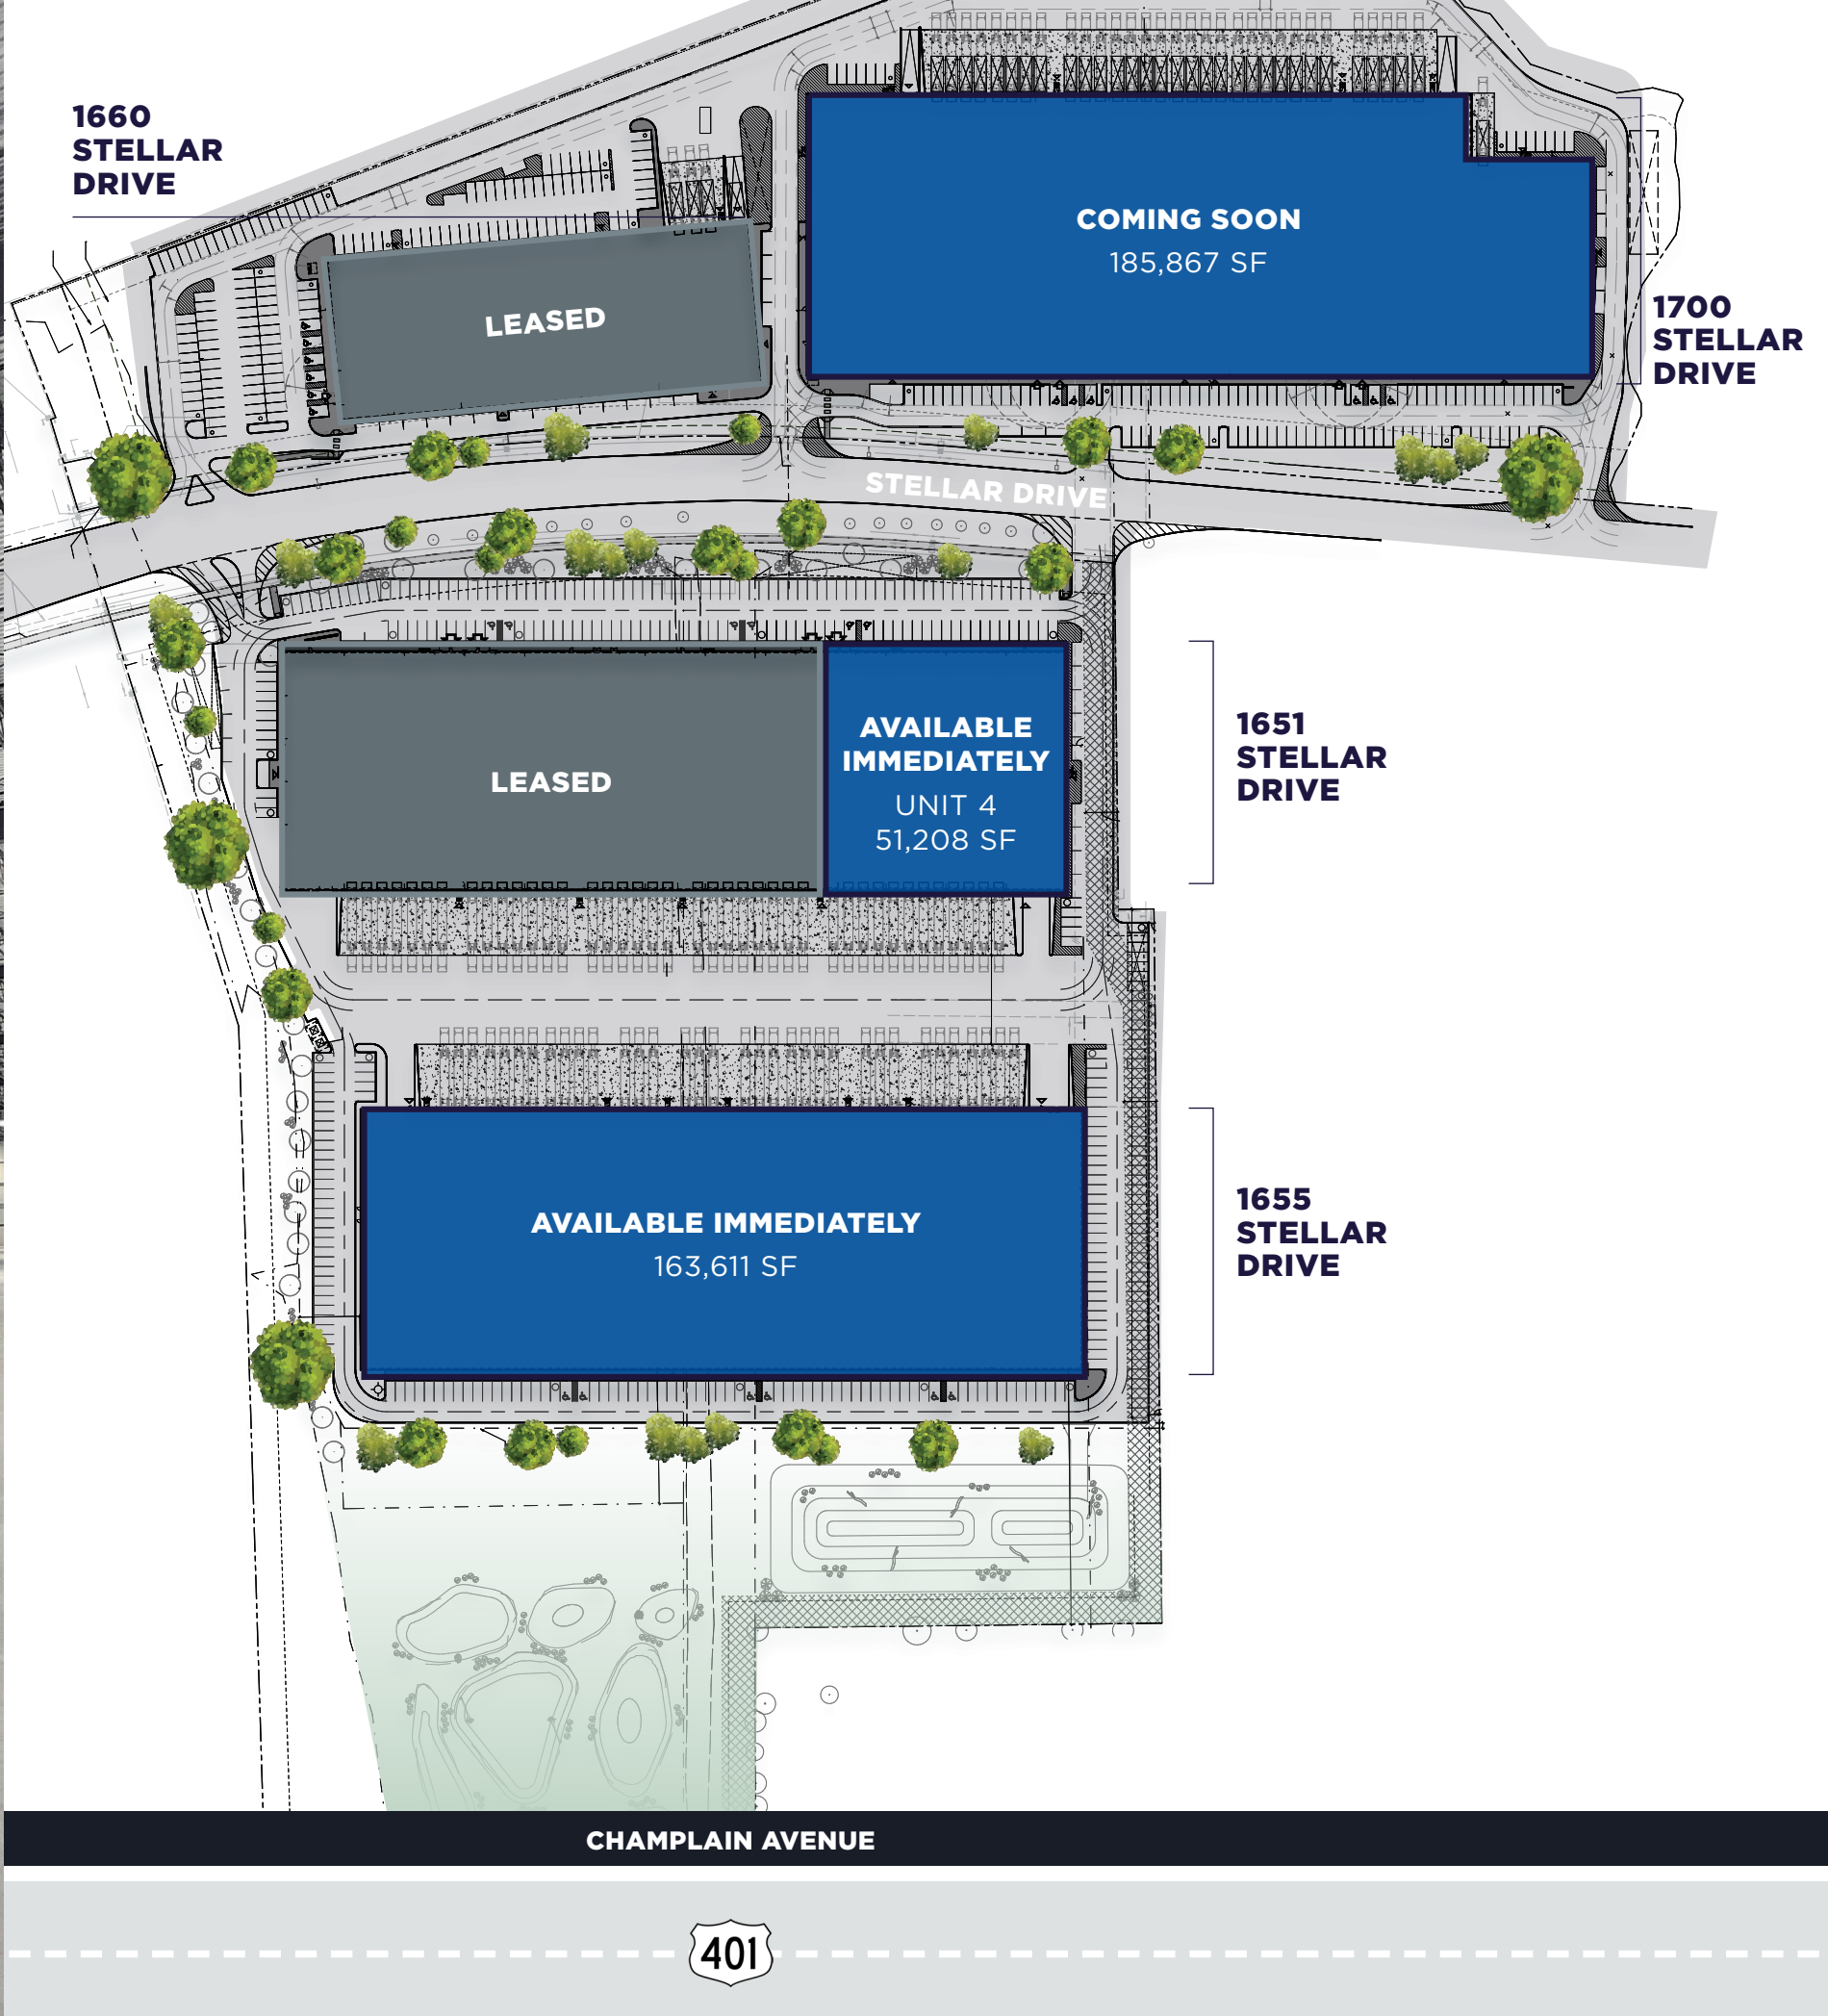 1660
STELLAR
DRIVE
COMING SOON
185,867 SF
1700
STELLAR
DRIVE
LEASED
STELLAR DRIVE
LEASED
AVAILABLE
IMMEDIATELY
UNIT 4
51,208 SF
1651
STELLAR
DRIVE
AVAILABLE IMMEDIATELY
163,611 SF
1655
STELLAR
DRIVE
CHAMPLAIN AVENUE
401